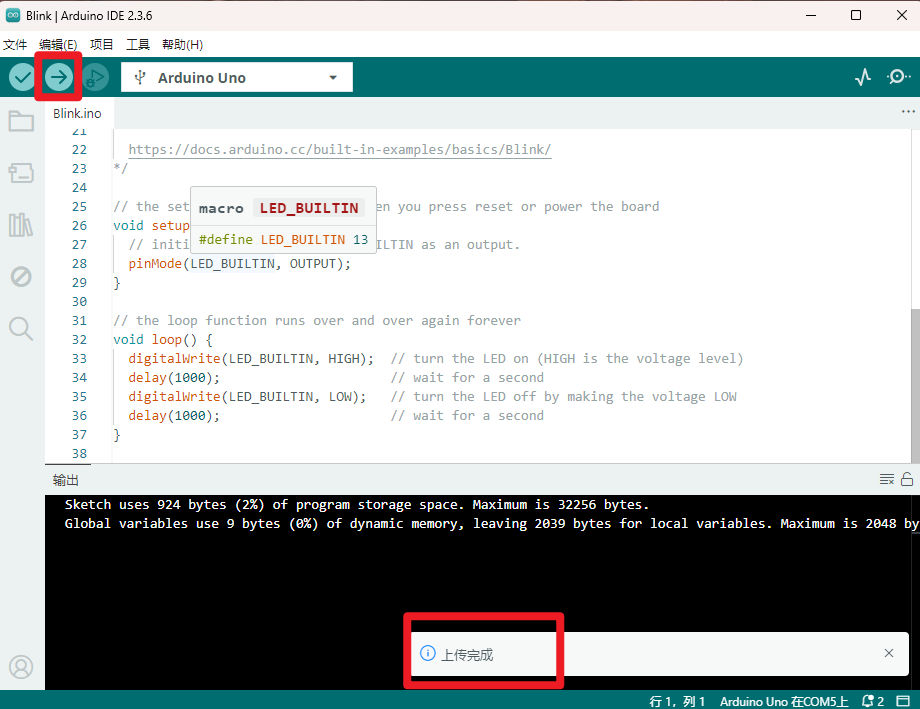 Blink | Arduino IDE 2.3.6
文件 编辑(E) 项目 工具 帮助(H)
Arduino Uno
Blink.ino
21
22 https://docs.arduino.cc/built-in-examples/basics/Blink/
23 */
24
25 // the set en you press reset or power the board
macro LED_BUILTIN
26 void setup
#define LED_BUILTIN 13
27 // initi ILTIN as an output.
28 pinMode(LED_BUILTIN, OUTPUT);
29 }
30
31 // the loop function runs over and over again forever
32 void loop() {
33 digitalWrite(LED_BUILTIN, HIGH); // turn the LED on (HIGH is the voltage level)
34 delay(1000); // wait for a second
35 digitalWrite(LED_BUILTIN, LOW); // turn the LED off by making the voltage LOW
36 delay(1000); // wait for a second
37 }
38
输出
Sketch uses 924 bytes (2%) of program storage space. Maximum is 32256 bytes.
Global variables use 9 bytes (0%) of dynamic memory, leaving 2039 bytes for local variables. Maximum is 2048 by
上传完成
行 1，列 1 Arduino Uno 在COM5上 2